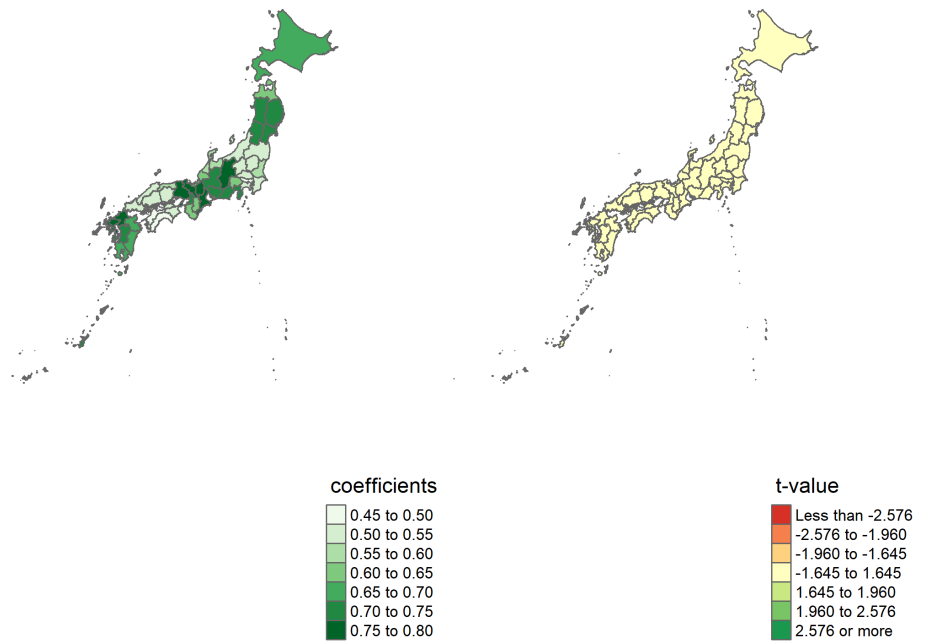 coefficients
0.45 to 0.50
0.50 to 0.55
0.55 to 0.60
0.60 to 0.65
0.65 to 0.70
0.70 to 0.75
0.75 to 0.80
t-value
Less than -2.576
-2.576 to -1.960
-1.960 to -1.645
-1.645 to 1.645
1.645 to 1.960
1.960 to 2.576
2.576 or more